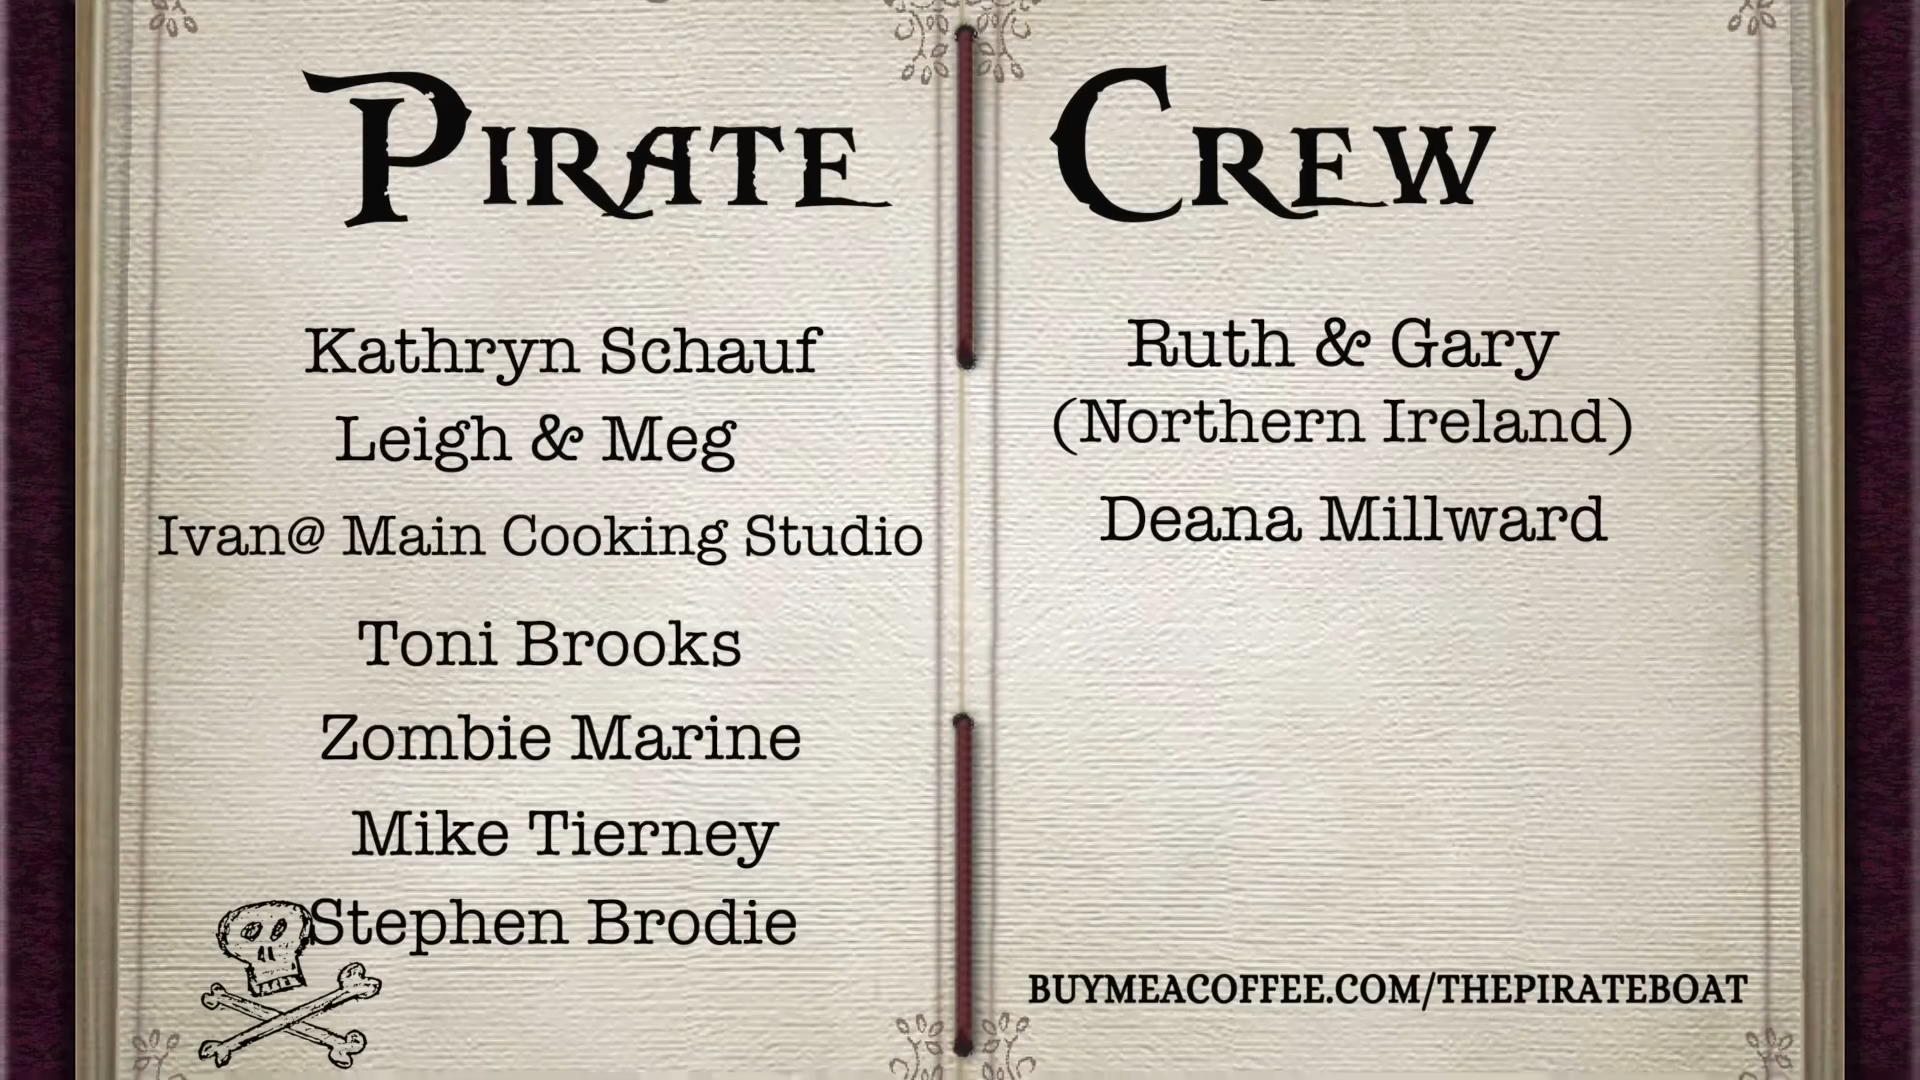 Pirate Crew
Kathryn Schauf
Leigh & Meg
Ivan@ Main Cooking Studio
Toni Brooks
Zombie Marine
Mike Tierney
Stephen Brodie
Ruth & Gary
(Northern Ireland)
Deana Millward
BUYMEACOFFEE.COM/THEPIRATEBOAT